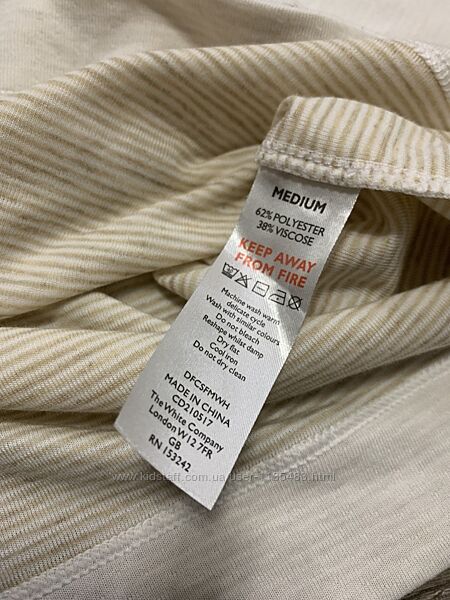 MEDIUM
62% POLYESTER
38% VISCOSE
KEEP AWAY
FROM FIRE
Machine wash warm
delicate cycle
Wash with similar colours
Do not bleach
Reshape whilst damp
Dry flat
Cool iron
Do not dry clean
DFCSFMWH
MADE IN CHINA
CD210517
The White Company
London W12 7FR
GB
RN 153242